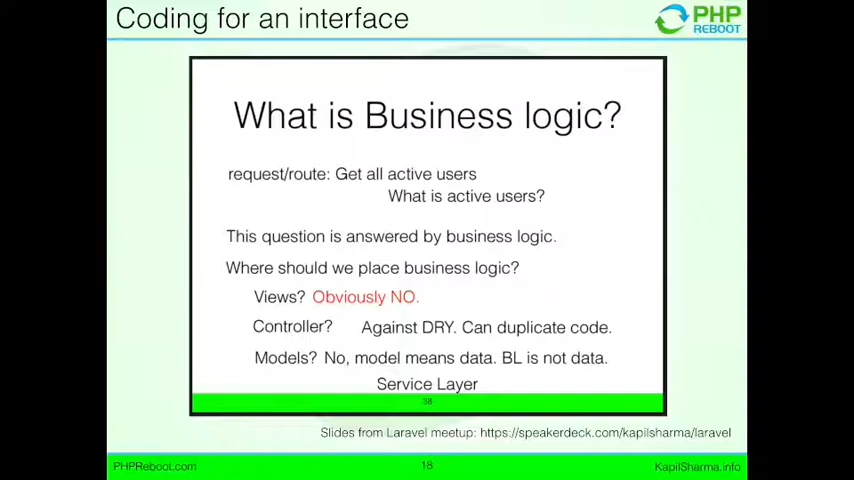 Coding for an interface
PHP
REBOOT
What is Business logic?
request/route: Get all active users
What is active users?
This question is answered by business logic.
Where should we place business logic?
Views? Obviously NO.
Controller? Against DRY. Can duplicate code.
Models? No, model means data. BL is not data.
Service Layer
38
Slides from Laravel meetup: https://speakerdeck.com/kapilsharma/laravel
PHPReboot.com 18 KapilSharma.info